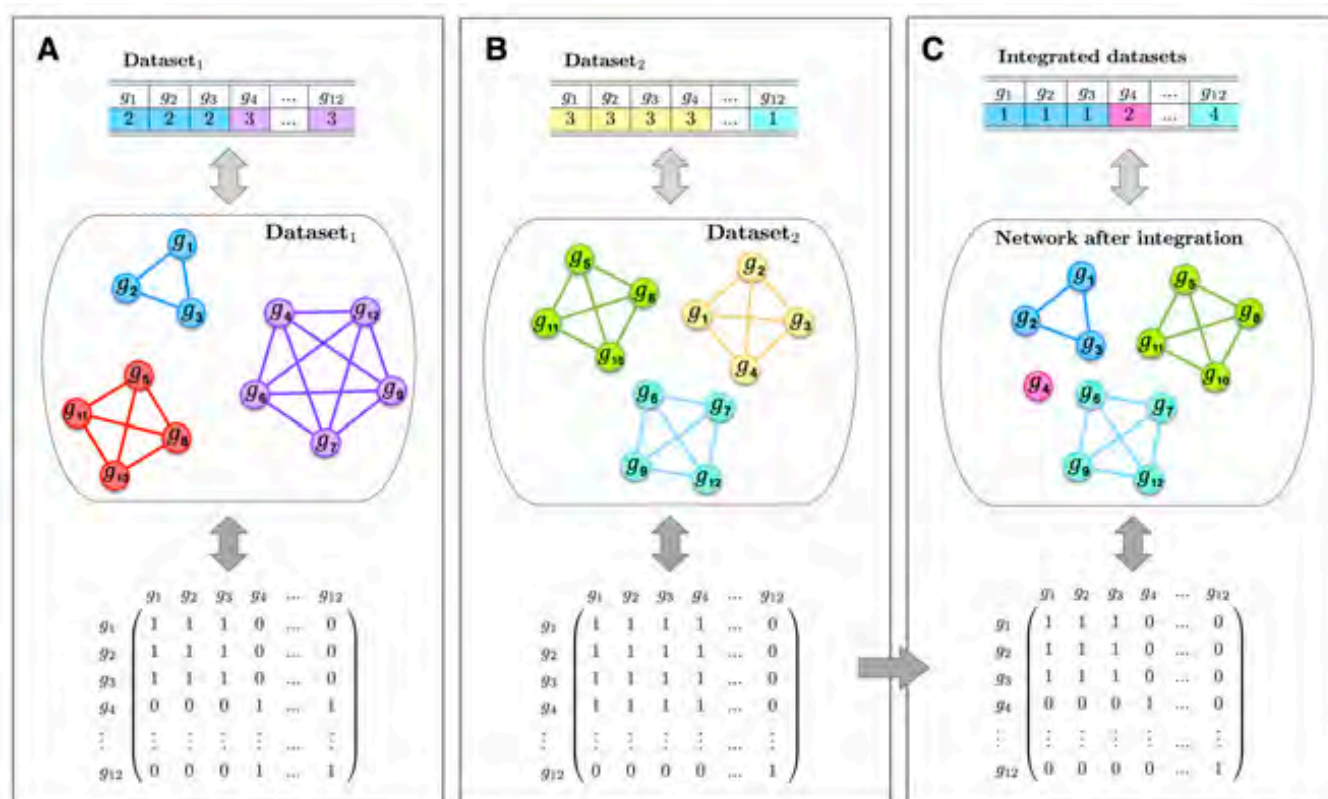 A
Dataset₁
g₁ g₂ g₃ g₄ ... g₁₂
2 2 2 3 ... 3
Dataset₁
g₁
g₂
g₃
g₄ g₁₂
g₆ g₉
g₇
g₅
g₁₁
g₈
g₁₀
g₁ g₂ g₃ g₄ ... g₁₂
g₁ 1 1 1 0 ... 0
g₂ 1 1 1 0 ... 0
g₃ 1 1 1 0 ... 0
g₄ 0 0 0 1 ... 1
⋮ ⋮ ⋮ ⋮ ⋮ ... ⋮
g₁₂ 0 0 0 1 ... 1
B
Dataset₂
g₁ g₂ g₃ g₄ ... g₁₂
3 3 3 3 ... 1
Dataset₂
g₅
g₈
g₁₁
g₁₀
g₂
g₁ g₃
g₄
g₆ g₇
g₉ g₁₂
g₁ g₂ g₃ g₄ ... g₁₂
g₁ 1 1 1 1 ... 0
g₂ 1 1 1 1 ... 0
g₃ 1 1 1 1 ... 0
g₄ 1 1 1 1 ... 0
⋮ ⋮ ⋮ ⋮ ⋮ ... ⋮
g₁₂ 0 0 0 0 ... 1
C
Integrated datasets
g₁ g₂ g₃ g₄ ... g₁₂
1 1 1 2 ... 4
Network after integration
g₁
g₂
g₃
g₅
g₈
g₁₁
g₁₀
g₄
g₆ g₇
g₉ g₁₂
g₁ g₂ g₃ g₄ ... g₁₂
g₁ 1 1 1 0 ... 0
g₂ 1 1 1 0 ... 0
g₃ 1 1 1 0 ... 0
g₄ 0 0 0 1 ... 0
⋮ ⋮ ⋮ ⋮ ⋮ ... ⋮
g₁₂ 0 0 0 0 ... 1